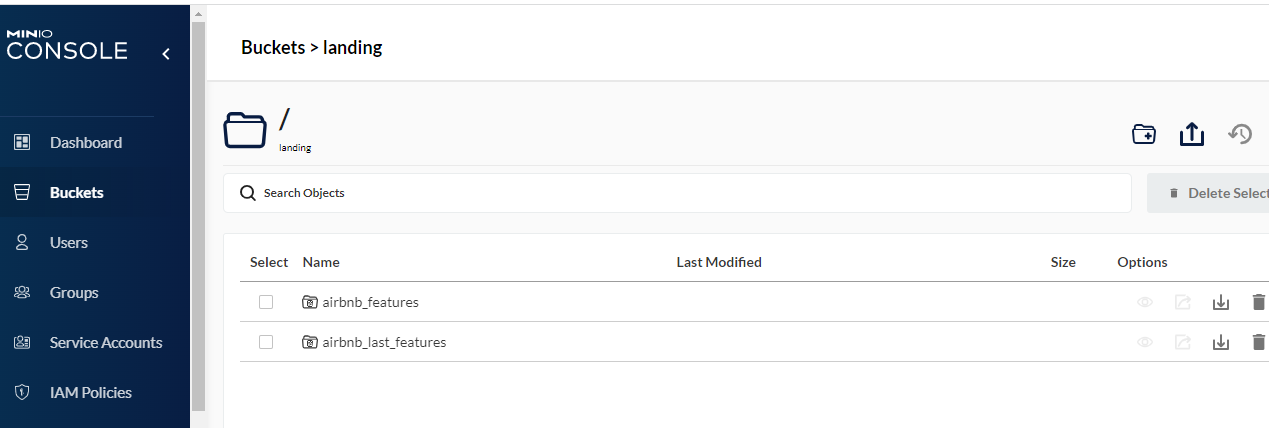 MINIO
CONSOLE
Buckets > landing
/
landing
Dashboard
Buckets
Users
Groups
Service Accounts
IAM Policies
Search Objects
Delete Select
Select Name Last Modified Size Options
airbnb_features
airbnb_last_features